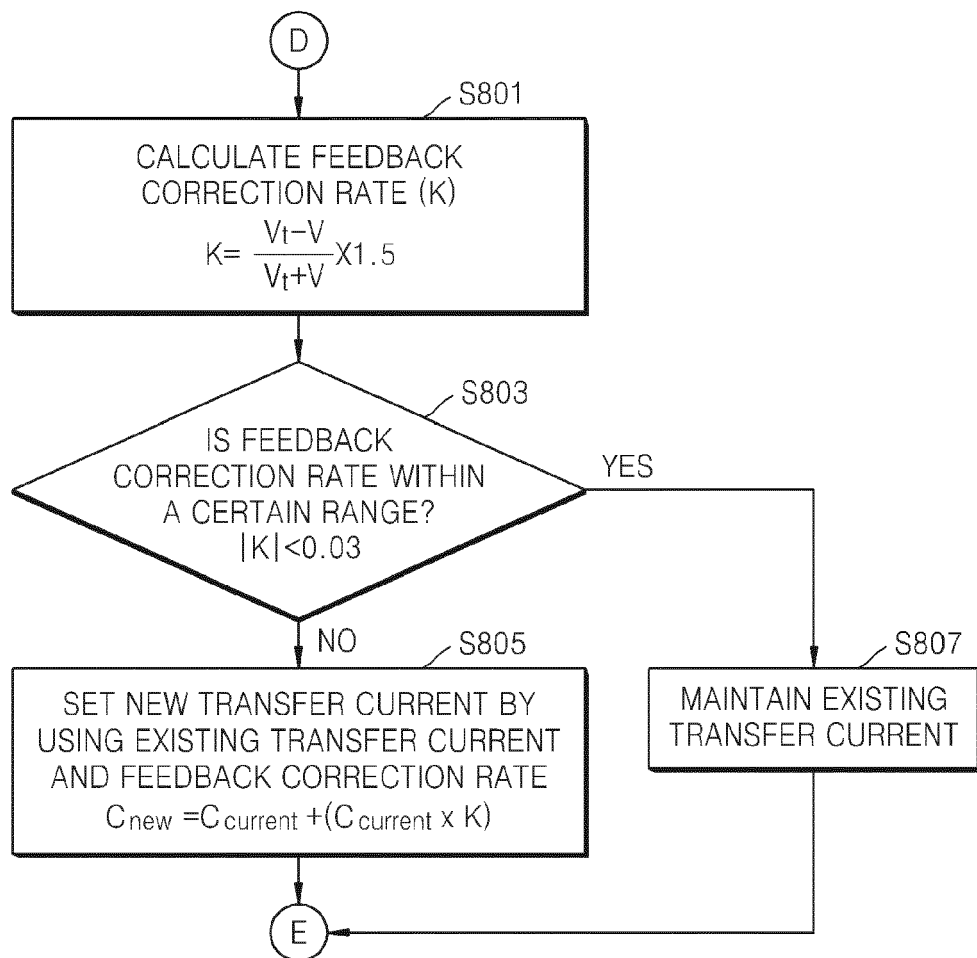 D
S801
CALCULATE FEEDBACK
CORRECTION RATE (K)
K= Vt-V / Vt+V X1.5
S803
IS FEEDBACK
CORRECTION RATE WITHIN
A CERTAIN RANGE?
|K|<0.03
YES
NO
S805
SET NEW TRANSFER CURRENT BY
USING EXISTING TRANSFER CURRENT
AND FEEDBACK CORRECTION RATE
Cnew =Ccurrent +(Ccurrent x K)
S807
MAINTAIN EXISTING
TRANSFER CURRENT
E